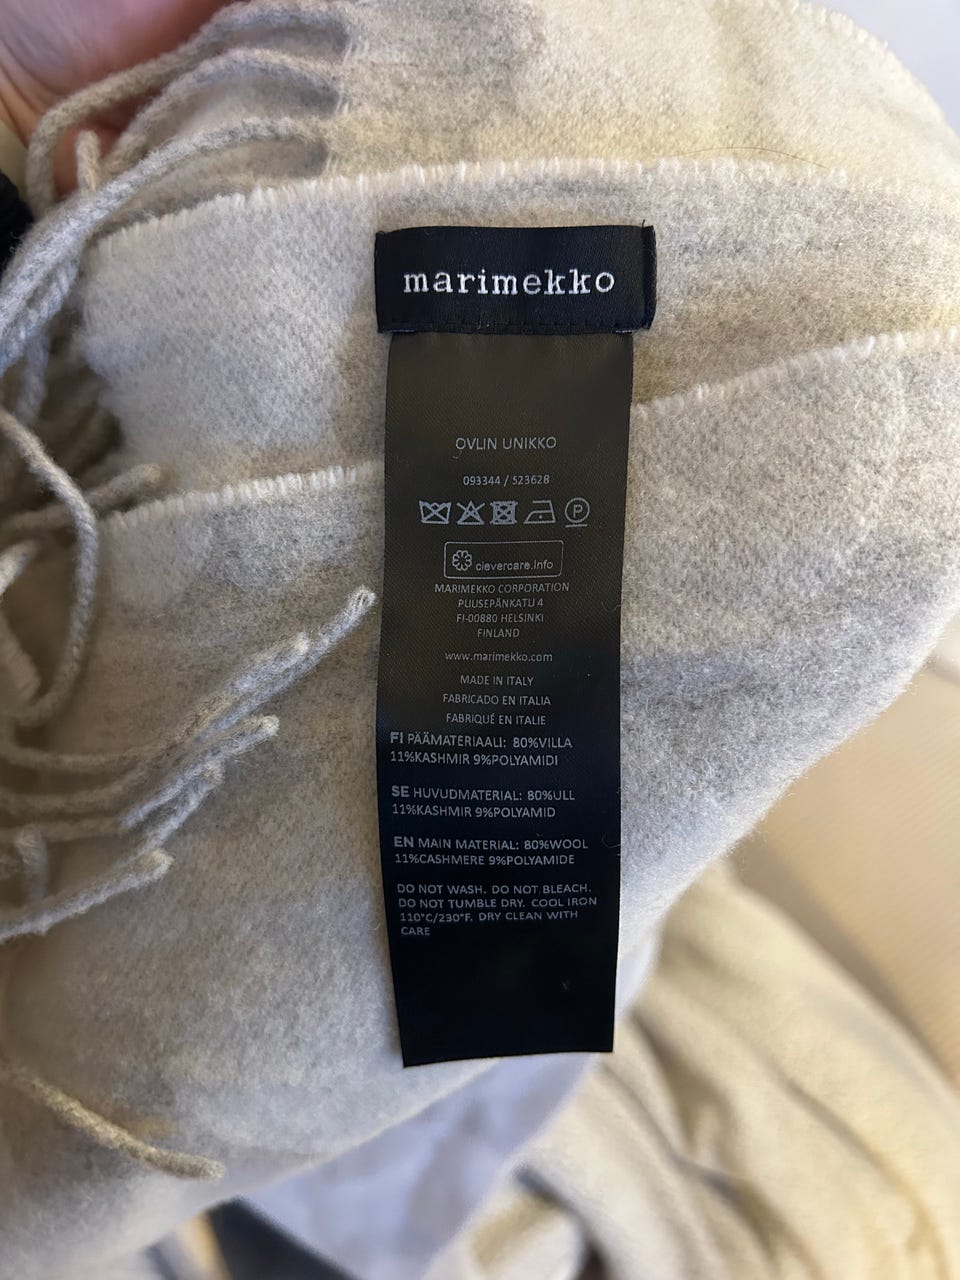 marimekko
OVLIN UNIKKO
093344 / 523628
P
clevercare.info
MARIMEKKO CORPORATION
PUUSEPÄNKATU 4
FI-00880 HELSINKI
FINLAND
www.marimekko.com
MADE IN ITALY
FABRICADO EN ITALIA
FABRIQUÉ EN ITALIE
FI PÄÄMATERIAALI: 80%VILLA
11%KASHMIR 9%POLYAMIDI
SE HUVUDMATERIAL: 80%ULL
11%KASHMIR 9%POLYAMID
EN MAIN MATERIAL: 80%WOOL
11%CASHMERE 9%POLYAMIDE
DO NOT WASH. DO NOT BLEACH.
DO NOT TUMBLE DRY. COOL IRON
110°C/230°F. DRY CLEAN WITH
CARE